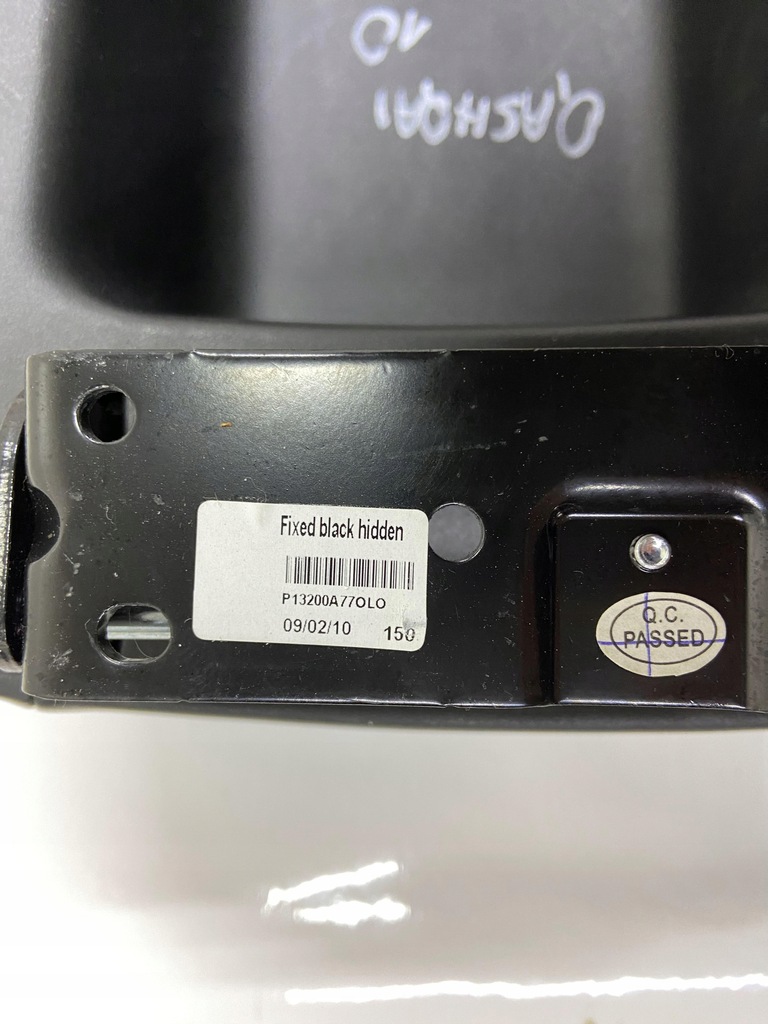 QASHQAI
10
Fixed black hidden
P13200A77OLO
09/02/10 150
Q.C.
PASSED